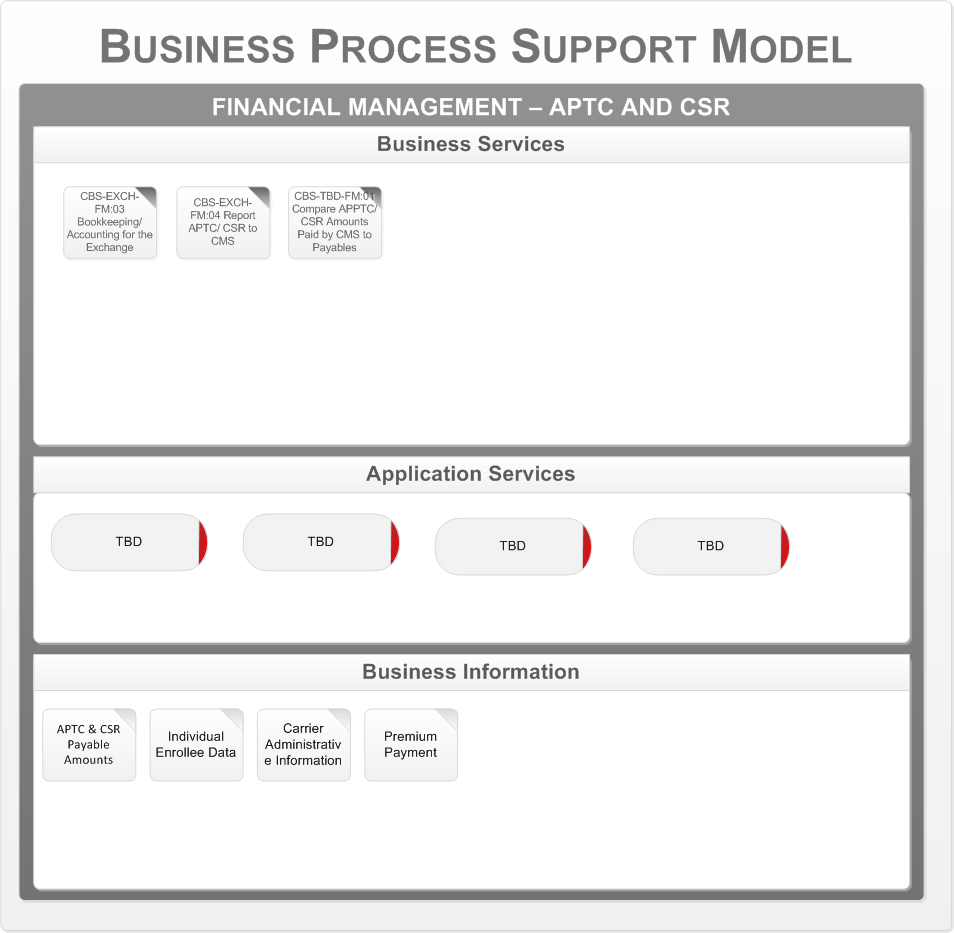 BUSINESS PROCESS SUPPORT MODEL
FINANCIAL MANAGEMENT – APTC AND CSR
Business Services
CBS-EXCH-
FM:03
Bookkeeping/
Accounting for the
Exchange
CBS-EXCH-
FM:04 Report
APTC/ CSR to
CMS
CBS-TBD-FM:01
Compare APPTC/
CSR Amounts
Paid by CMS to
Payables
Application Services
TBD
TBD
TBD
TBD
Business Information
APTC & CSR
Payable
Amounts
Individual
Enrollee Data
Carrier
Administrativ
e Information
Premium
Payment